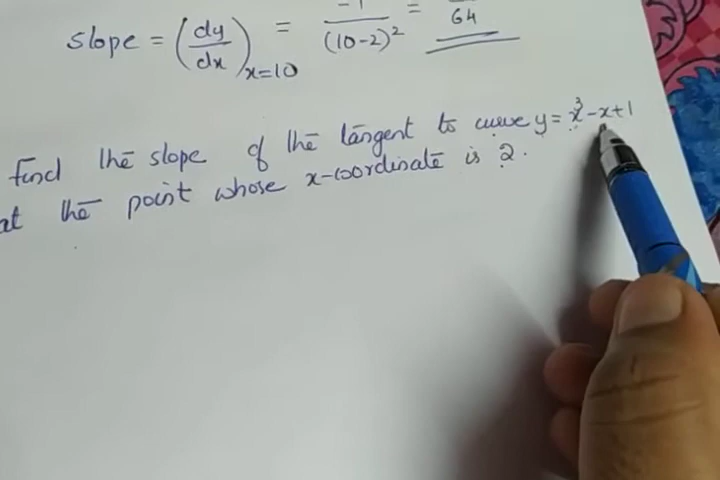 slope = (dy/dx)x=10 = -1/(10-2)² = /64
Find the slope of the tangent to curve y = x³ - x + 1
at the point whose x-coordinate is 2.